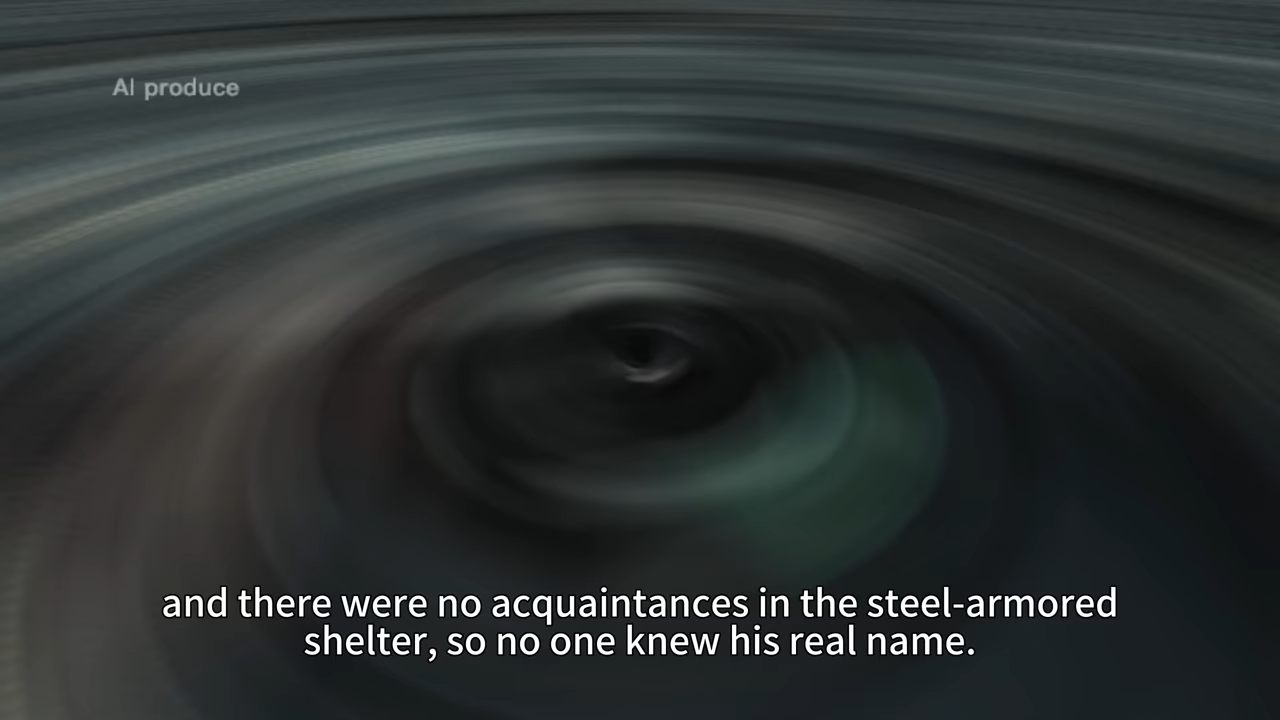 AI produce
and there were no acquaintances in the steel-armored
shelter, so no one knew his real name.